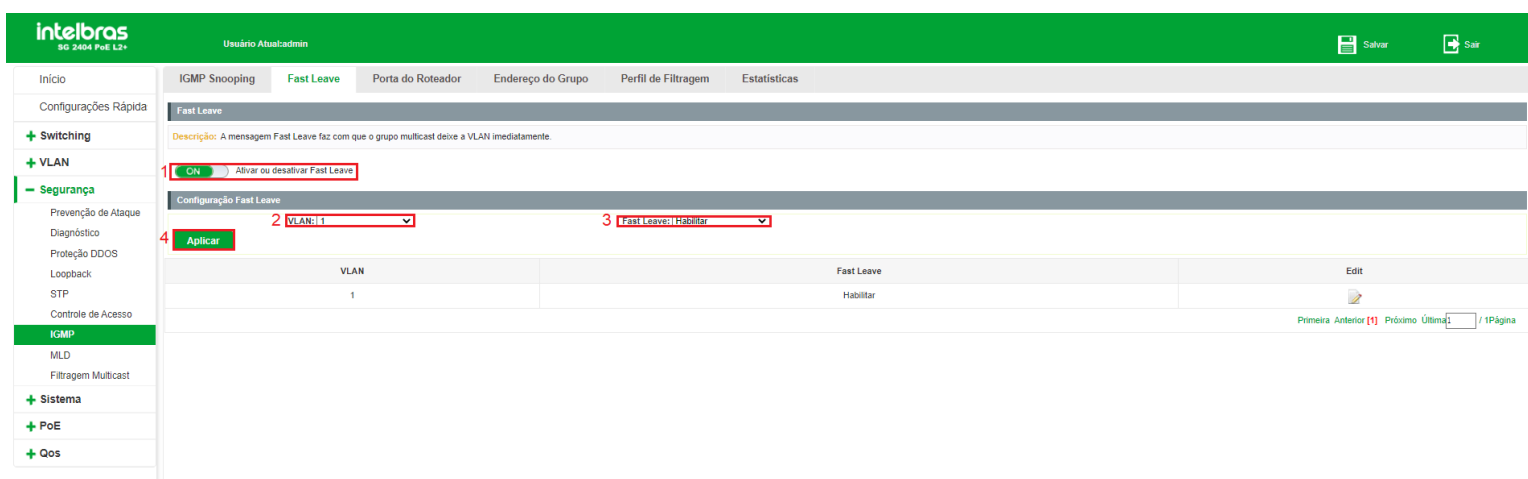 intelbras
SG 2404 PoE L2+
Usuário Atual:admin
Salvar
Sair
Início
Configurações Rápida
Switching
VLAN
Segurança
Prevenção de Ataque
Diagnóstico
Proteção DDOS
Loopback
STP
Controle de Acesso
IGMP
MLD
Filtragem Multicast
Sistema
PoE
Qos
IGMP Snooping Fast Leave Porta do Roteador Endereço do Grupo Perfil de Filtragem Estatísticas
Fast Leave
Descrição: A mensagem Fast Leave faz com que o grupo multicast deixe a VLAN imediatamente.
1 ON Ativar ou desativar Fast Leave
Configuração Fast Leave
2 VLAN: 1 3 Fast Leave: Habilitar
4 Aplicar
VLAN Fast Leave Edit
1 Habilitar
Primeira Anterior [1] Próximo Última 1 / 1Página